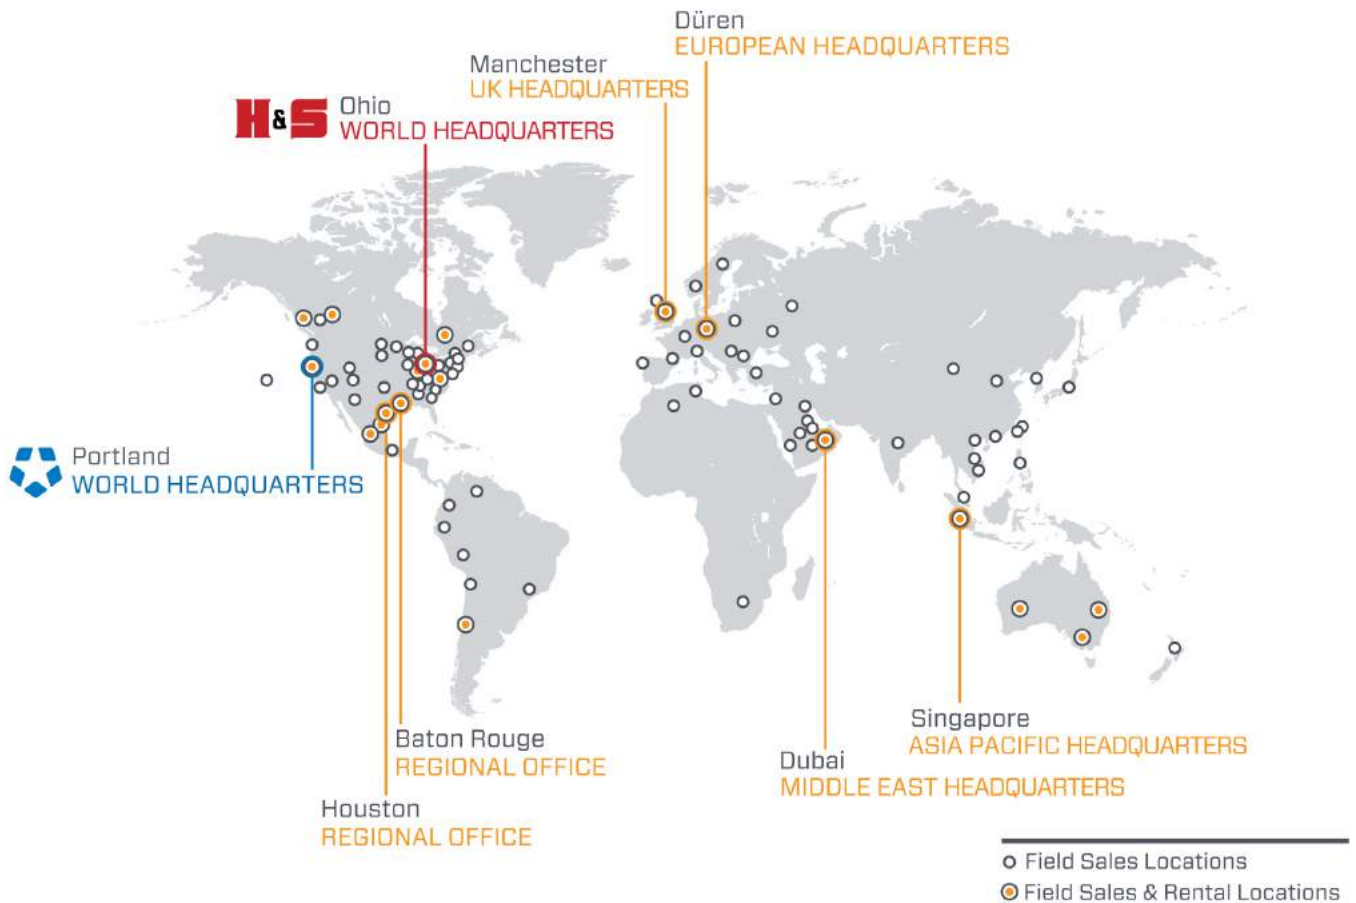 Düren
EUROPEAN HEADQUARTERS
Manchester
UK HEADQUARTERS
H&S
Ohio
WORLD HEADQUARTERS
Portland
WORLD HEADQUARTERS
Baton Rouge
REGIONAL OFFICE
Houston
REGIONAL OFFICE
Singapore
ASIA PACIFIC HEADQUARTERS
Dubai
MIDDLE EAST HEADQUARTERS
Field Sales Locations
Field Sales & Rental Locations